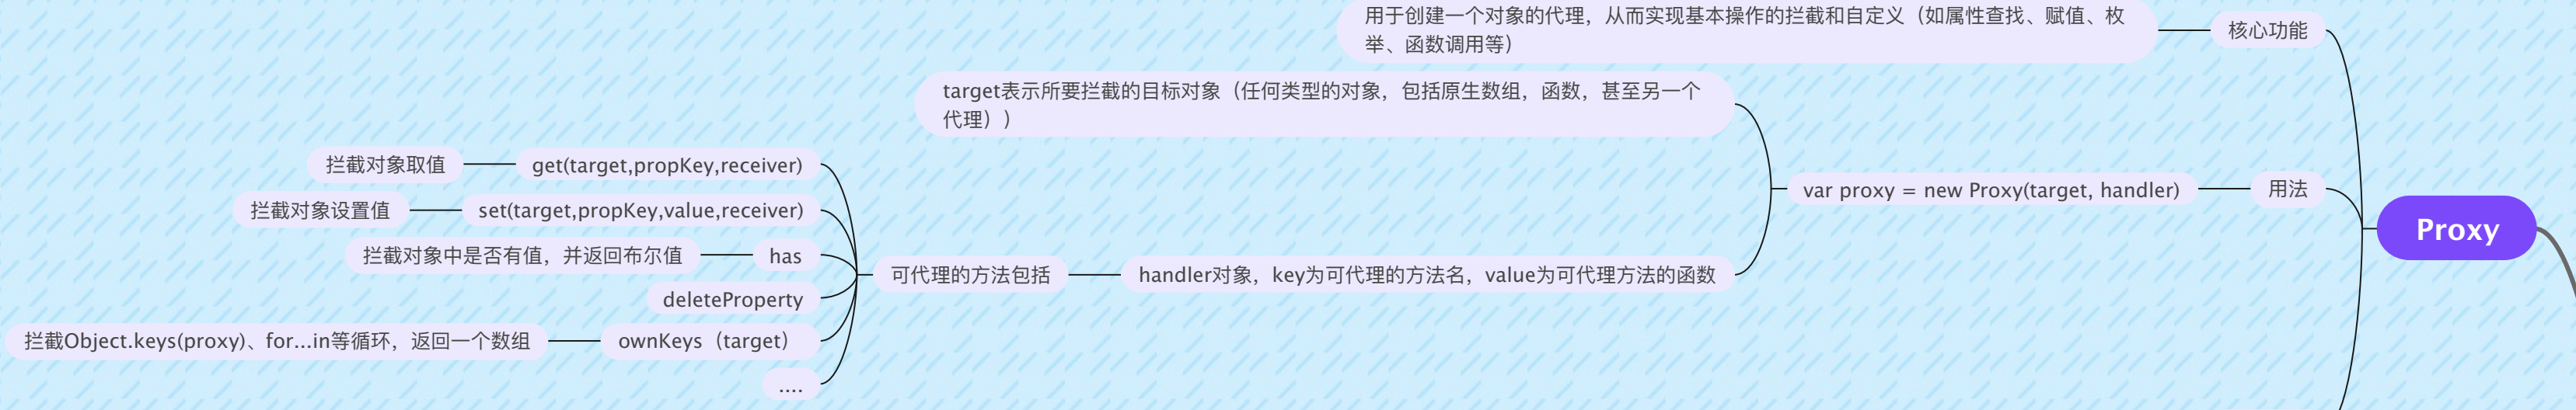 Proxy
核心功能
用于创建一个对象的代理，从而实现基本操作的拦截和自定义（如属性查找、赋值、枚
举、函数调用等）
用法
var proxy = new Proxy(target, handler)
target表示所要拦截的目标对象（任何类型的对象，包括原生数组，函数，甚至另一个
代理））
handler对象，key为可代理的方法名，value为可代理方法的函数
可代理的方法包括
get(target,propKey,receiver)
拦截对象取值
set(target,propKey,value,receiver)
拦截对象设置值
has
拦截对象中是否有值，并返回布尔值
deleteProperty
ownKeys（target）
拦截Object.keys(proxy)、for...in等循环，返回一个数组
....